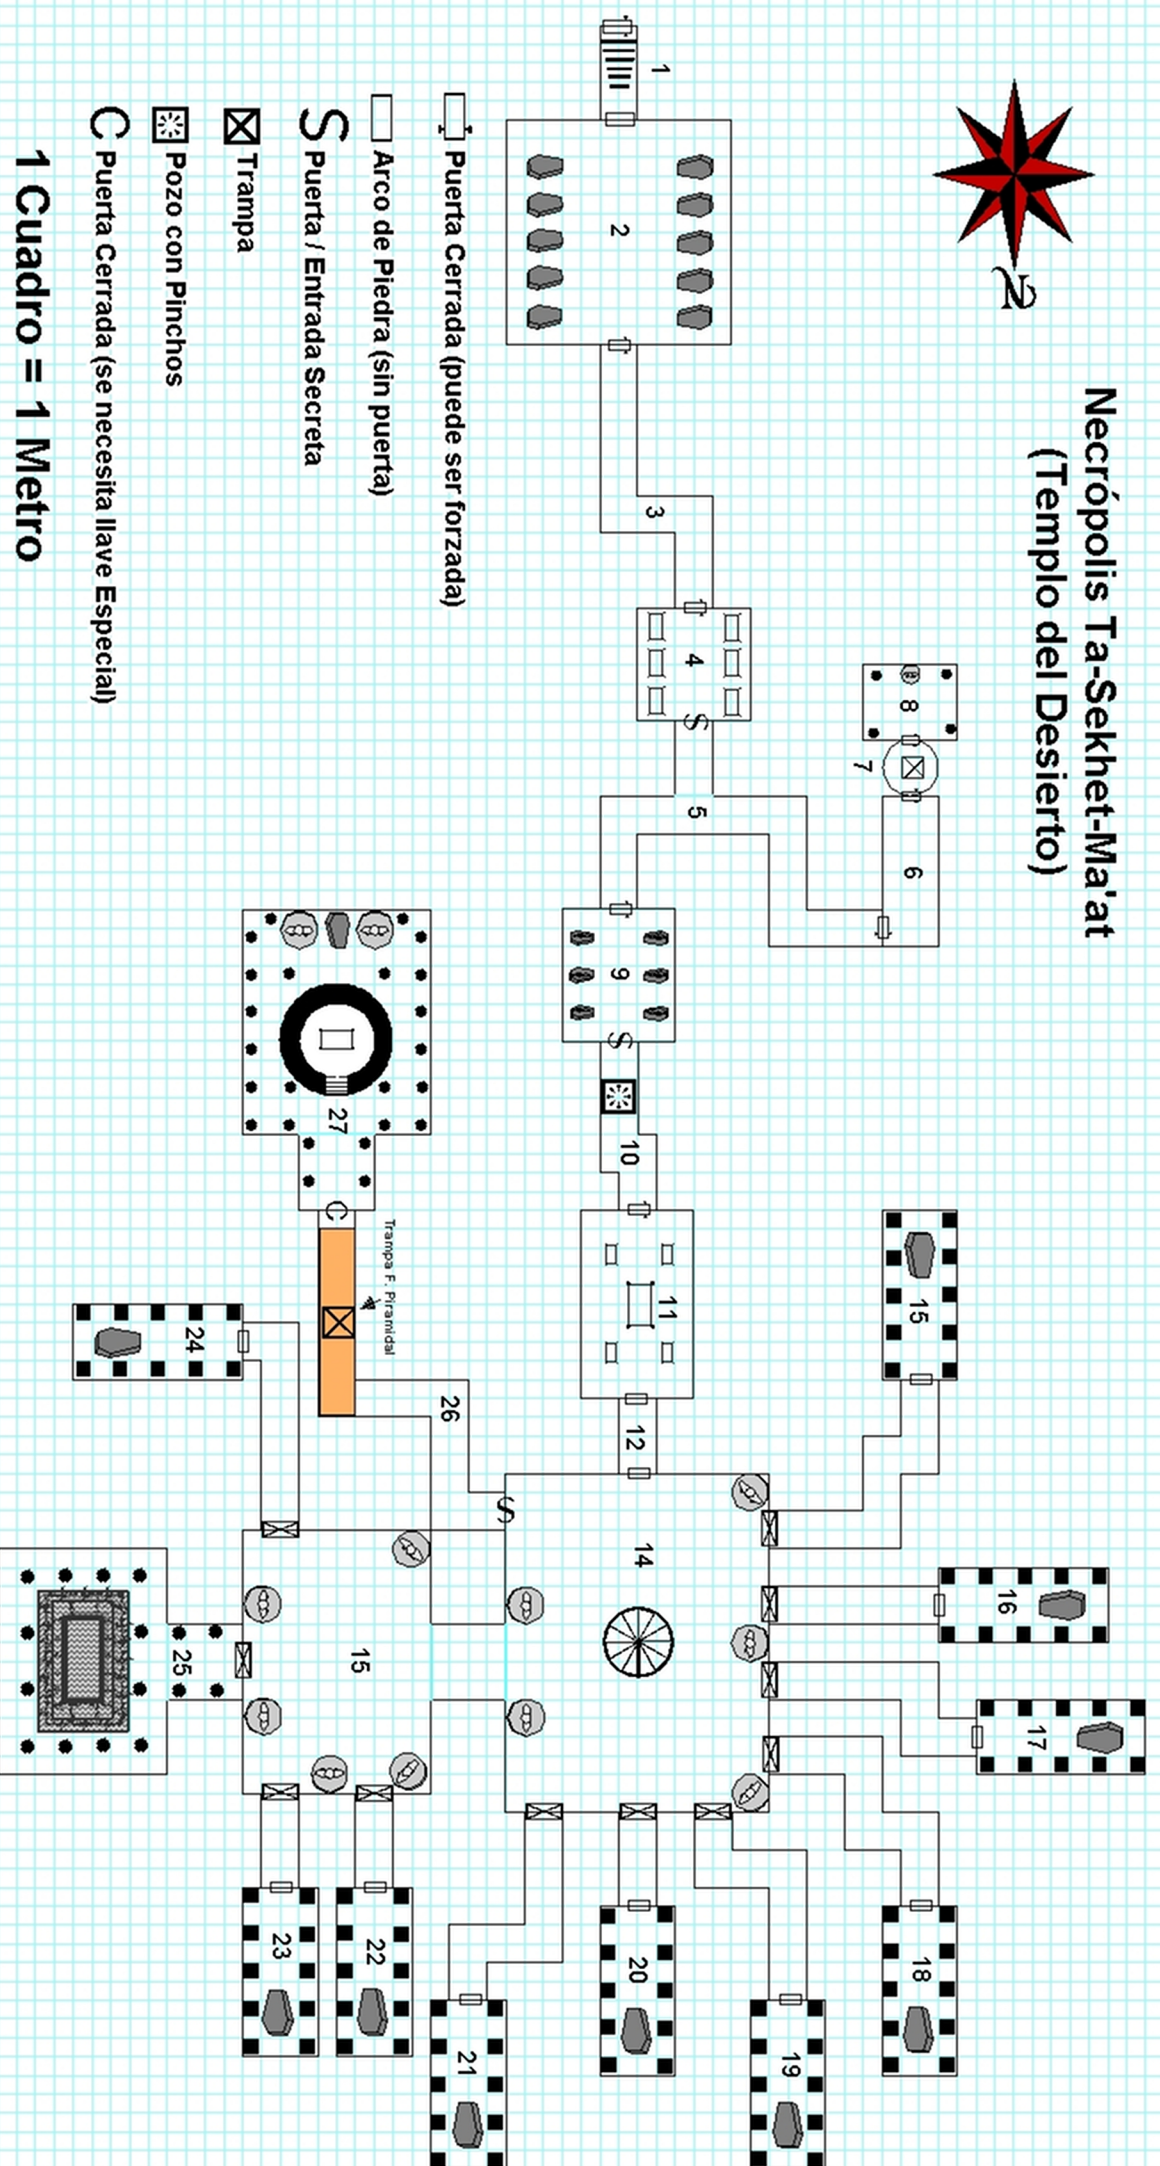 Necrópolis Ta-Sekhet-Ma'at
(Templo del Desierto)
N
1
2
3
4
5
6
7
8
9
10
11
12
14
15
16
17
18
19
20
21
22
23
24
15
25
26
27
S
S
S
C
Trampa F. Piramidal
Puerta Cerrada (puede ser forzada)
Arco de Piedra (sin puerta)
S Puerta / Entrada Secreta
Trampa
Pozo con Pinchos
C Puerta Cerrada (se necesita llave Especial)
1 Cuadro = 1 Metro